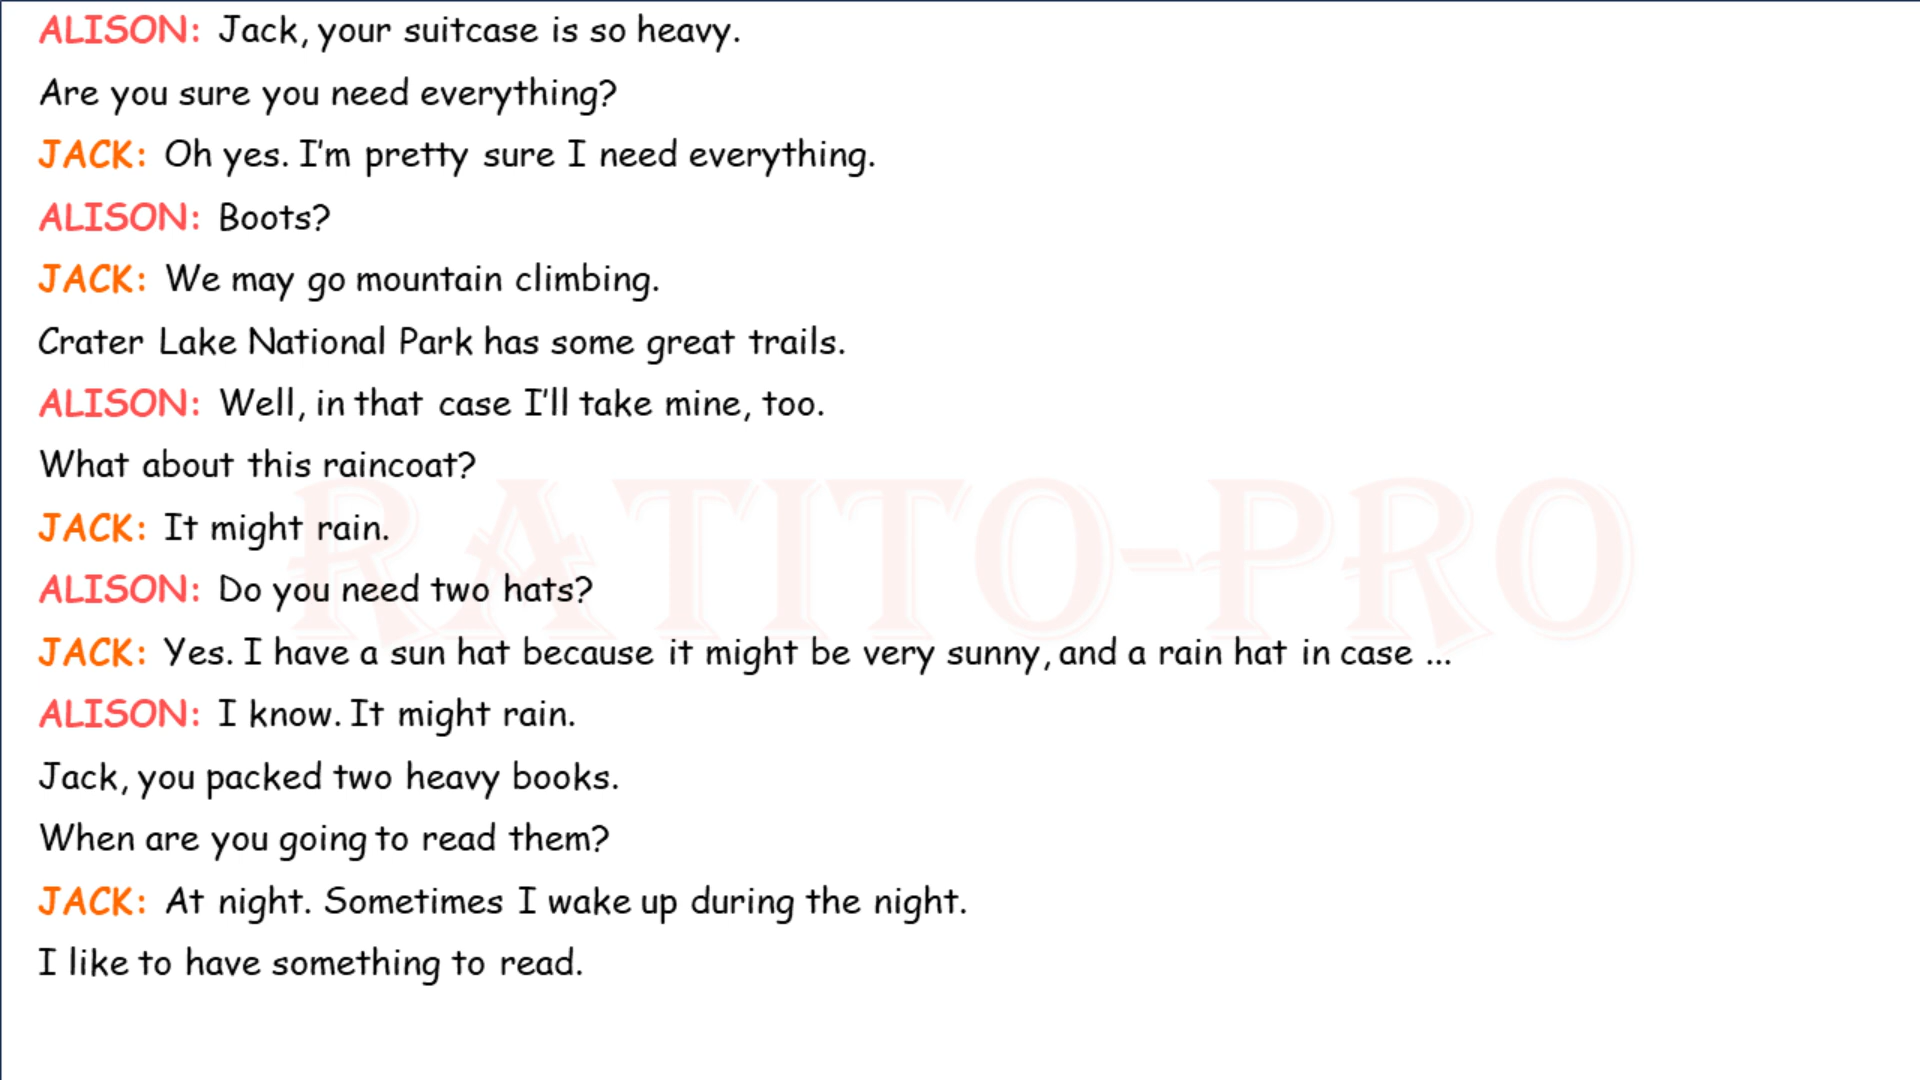 ALISON: Jack, your suitcase is so heavy.
Are you sure you need everything?
JACK: Oh yes. I'm pretty sure I need everything.
ALISON: Boots?
JACK: We may go mountain climbing.
Crater Lake National Park has some great trails.
ALISON: Well, in that case I'll take mine, too.
What about this raincoat?
JACK: It might rain.
ALISON: Do you need two hats?
JACK: Yes. I have a sun hat because it might be very sunny, and a rain hat in case ...
ALISON: I know. It might rain.
Jack, you packed two heavy books.
When are you going to read them?
JACK: At night. Sometimes I wake up during the night.
I like to have something to read.
RATITO-PRO